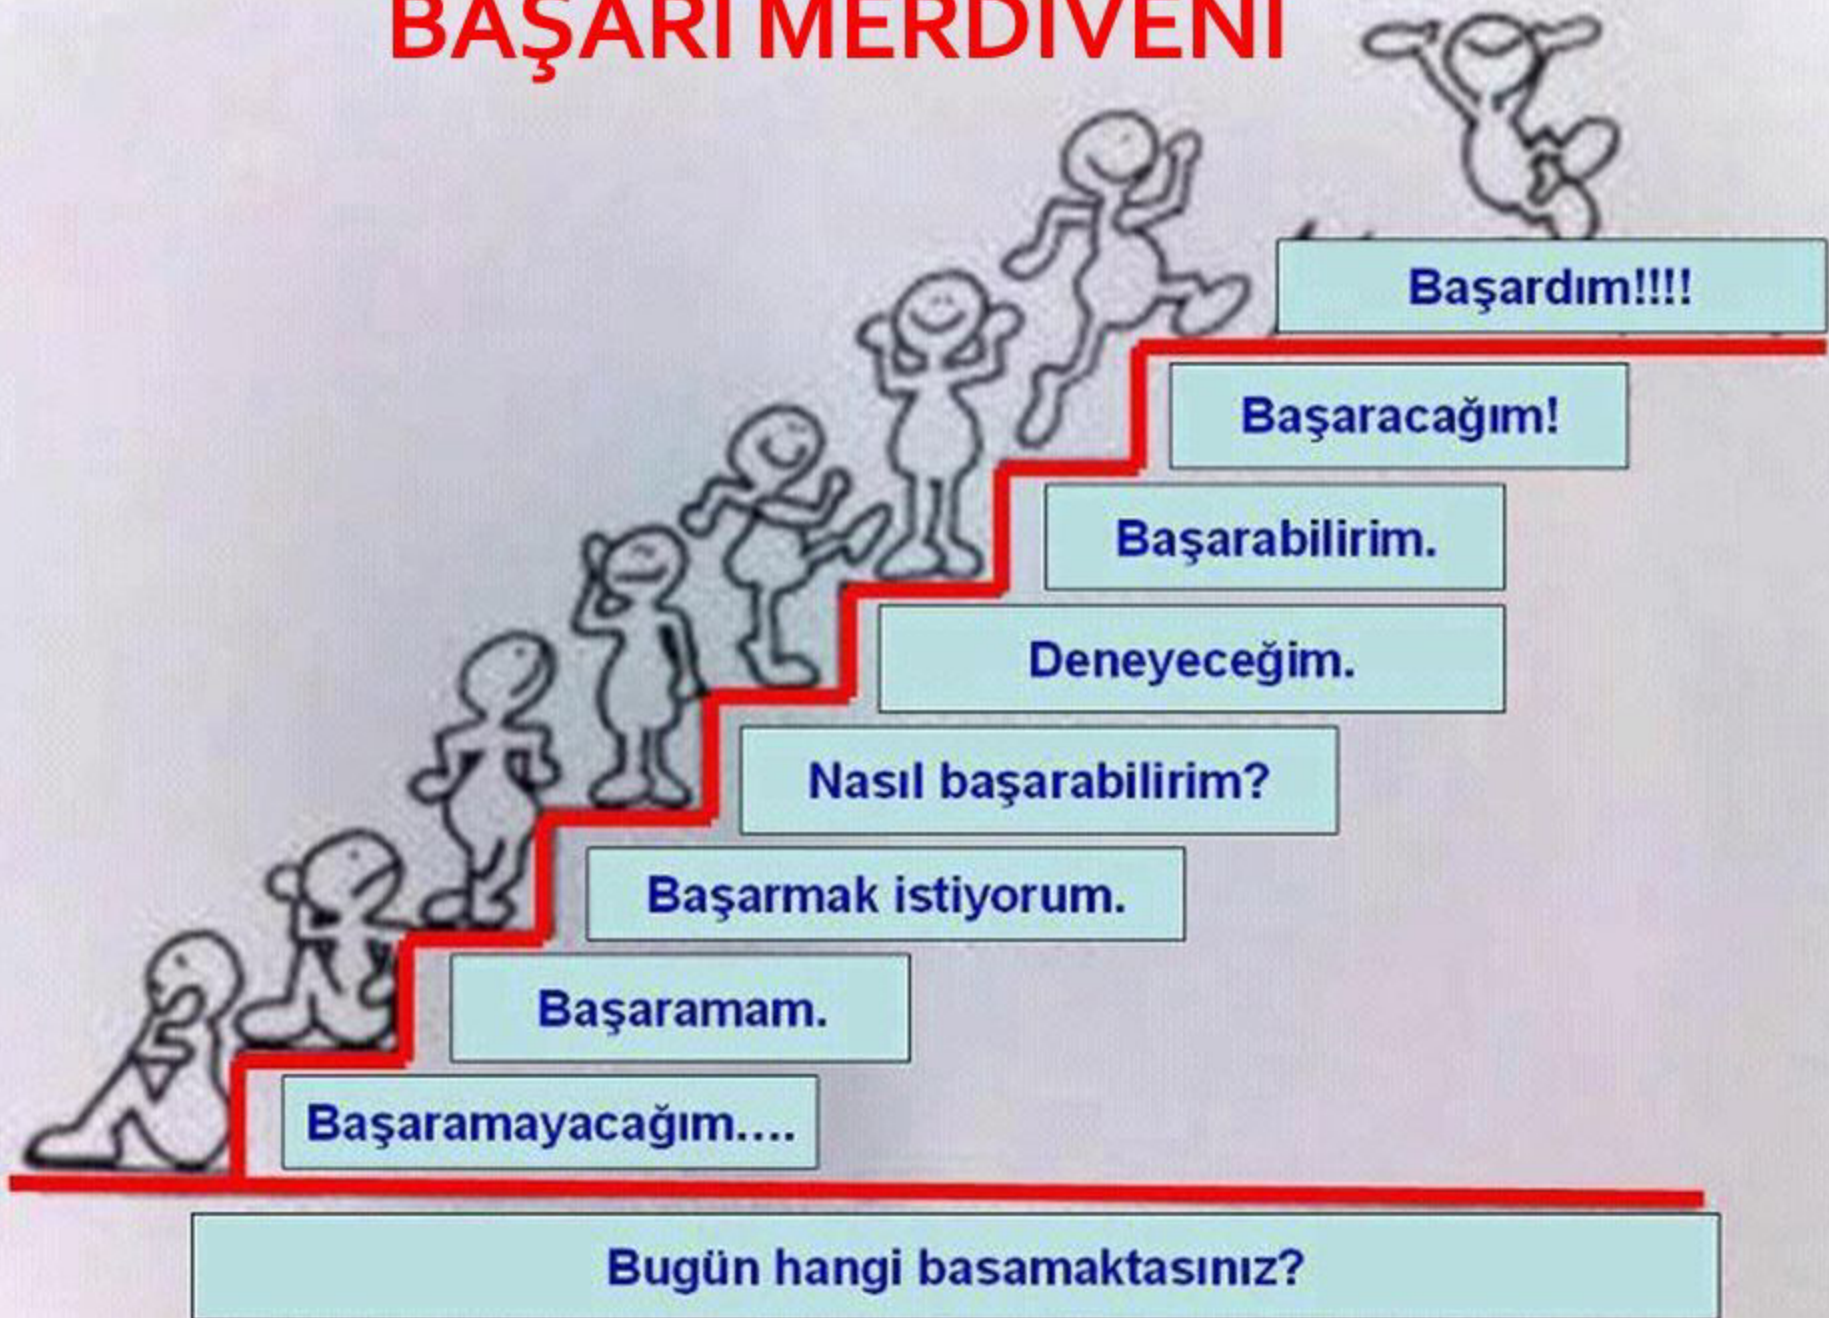 BAŞARI MERDİVENİ
Başardım!!!!
Başaracağım!
Başarabilirim.
Deneyeceğim.
Nasıl başarabilirim?
Başarmak istiyorum.
Başaramam.
Başaramayacağım....
Bugün hangi basamaktasınız?